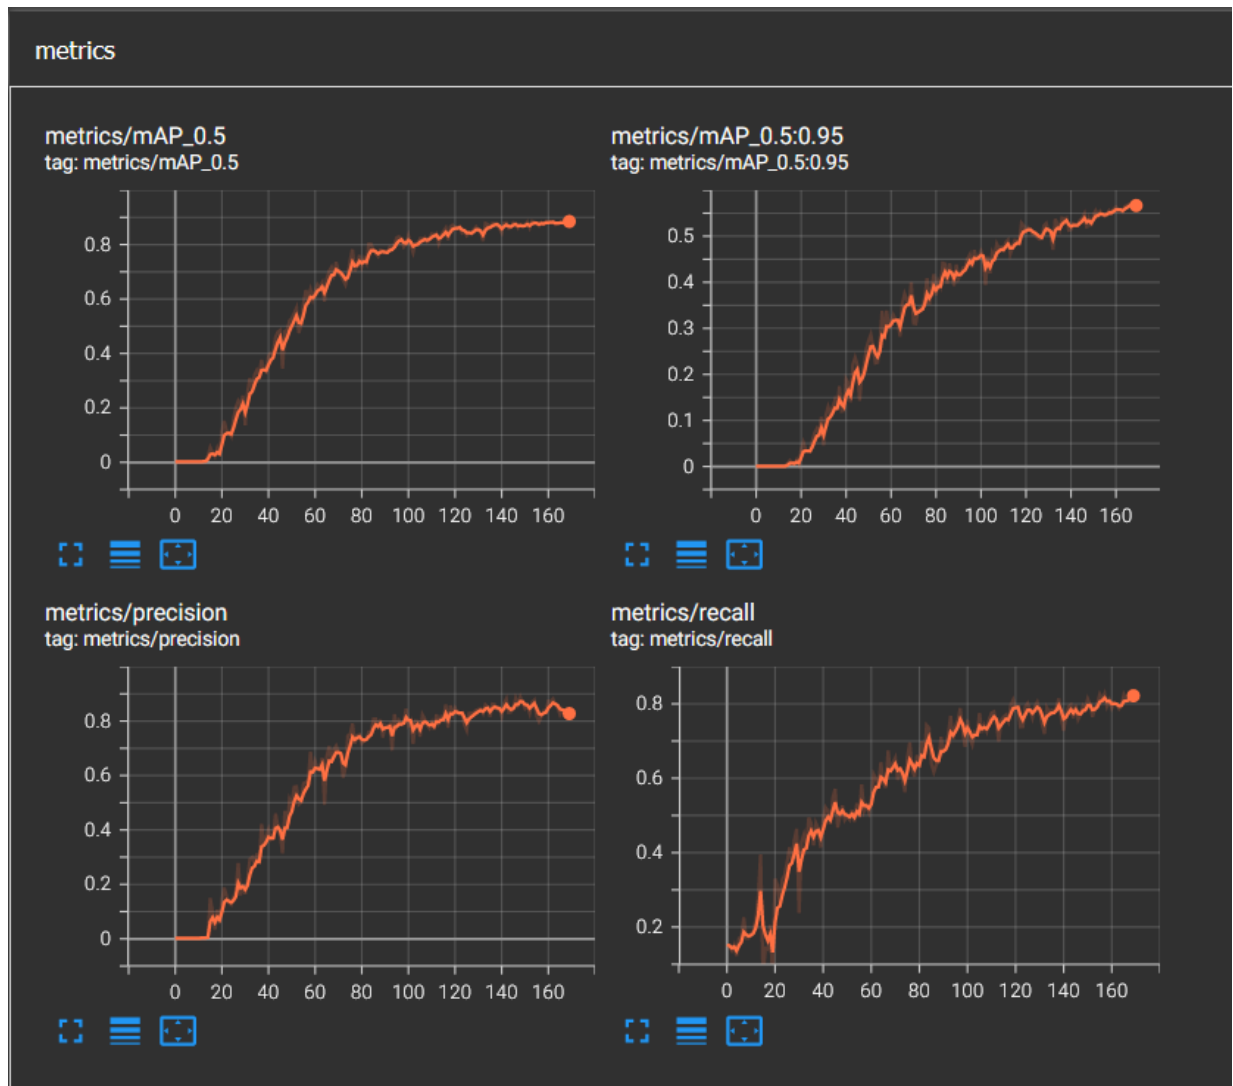 metrics
metrics/mAP_0.5
tag: metrics/mAP_0.5
0.8
0.6
0.4
0.2
0
0 20 40 60 80 100 120 140 160
metrics/mAP_0.5:0.95
tag: metrics/mAP_0.5:0.95
0.5
0.4
0.3
0.2
0.1
0
0 20 40 60 80 100 120 140 160
metrics/precision
tag: metrics/precision
0.8
0.6
0.4
0.2
0
0 20 40 60 80 100 120 140 160
metrics/recall
tag: metrics/recall
0.8
0.6
0.4
0.2
0 20 40 60 80 100 120 140 160